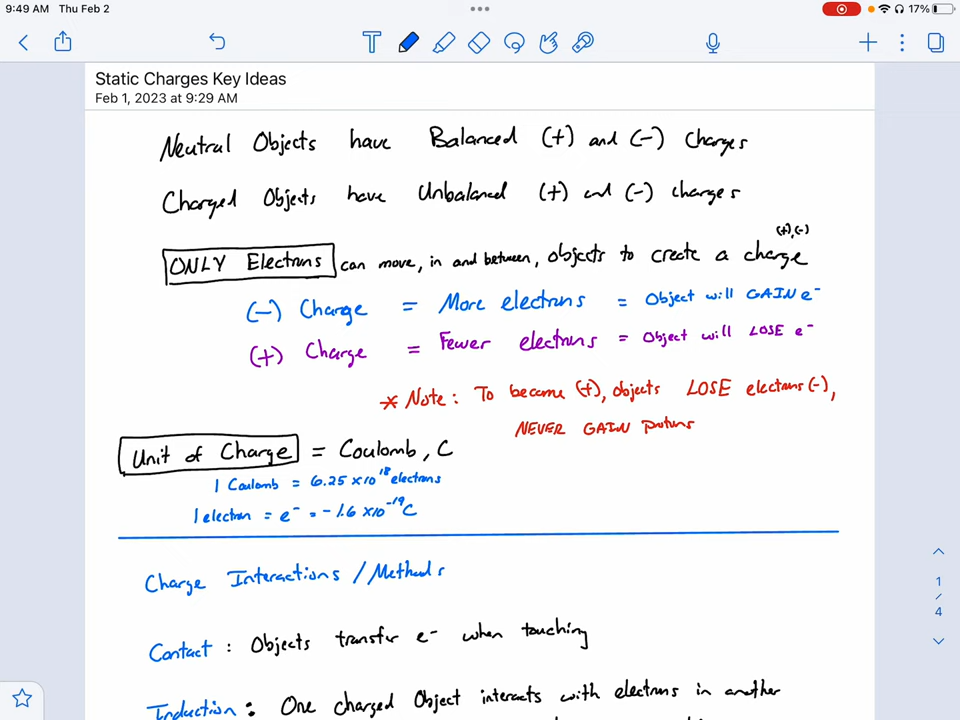 9:49 AM Thu Feb 2
17%
T
Static Charges Key Ideas
Feb 1, 2023 at 9:29 AM
Neutral Objects have Balanced (+) and (-) Charges
Charged Objects have Unbalanced (+) and (-) charges
(+), (-)
ONLY Electrons can move, in and between, objects to create a charge
(-) Charge = More electrons = Object will GAIN e⁻
(+) Charge = Fewer electrons = Object will LOSE e⁻
* Note: To become (+), objects LOSE electrons (-),
NEVER GAIN protons
Unit of Charge = Coulomb, C
1 Coulomb = 6.25 x10¹⁸ electrons
1 electron = e⁻ = -1.6 x10⁻¹⁹ C
Charge Interactions / Methods
Contact: Objects transfer e⁻ when touching
Induction: One charged Object interacts with electrons in another
1
/
4